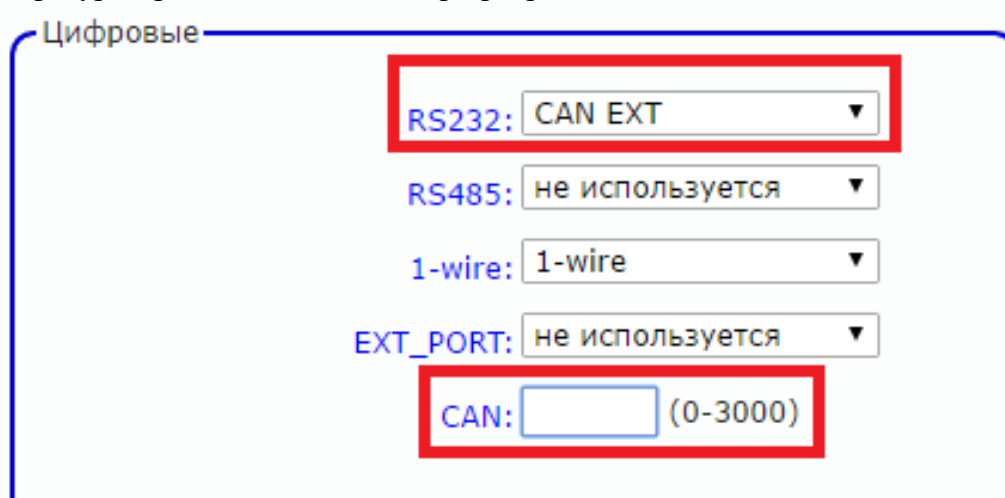 Цифровые
RS232: CAN EXT
RS485: не используется
1-wire: 1-wire
EXT_PORT: не используется
CAN: (0-3000)